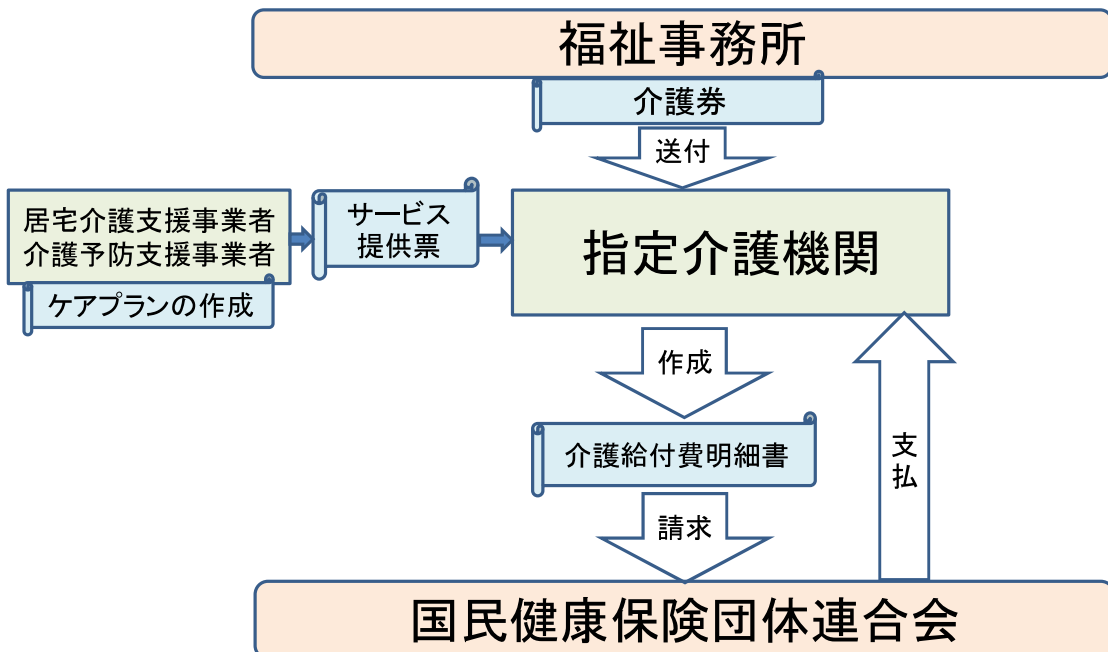 福祉事務所
介護券
送付
居宅介護支援事業者
介護予防支援事業者
ケアプランの作成
サービス
提供票
指定介護機関
作成
介護給付費明細書
請求
支
払
国民健康保険団体連合会